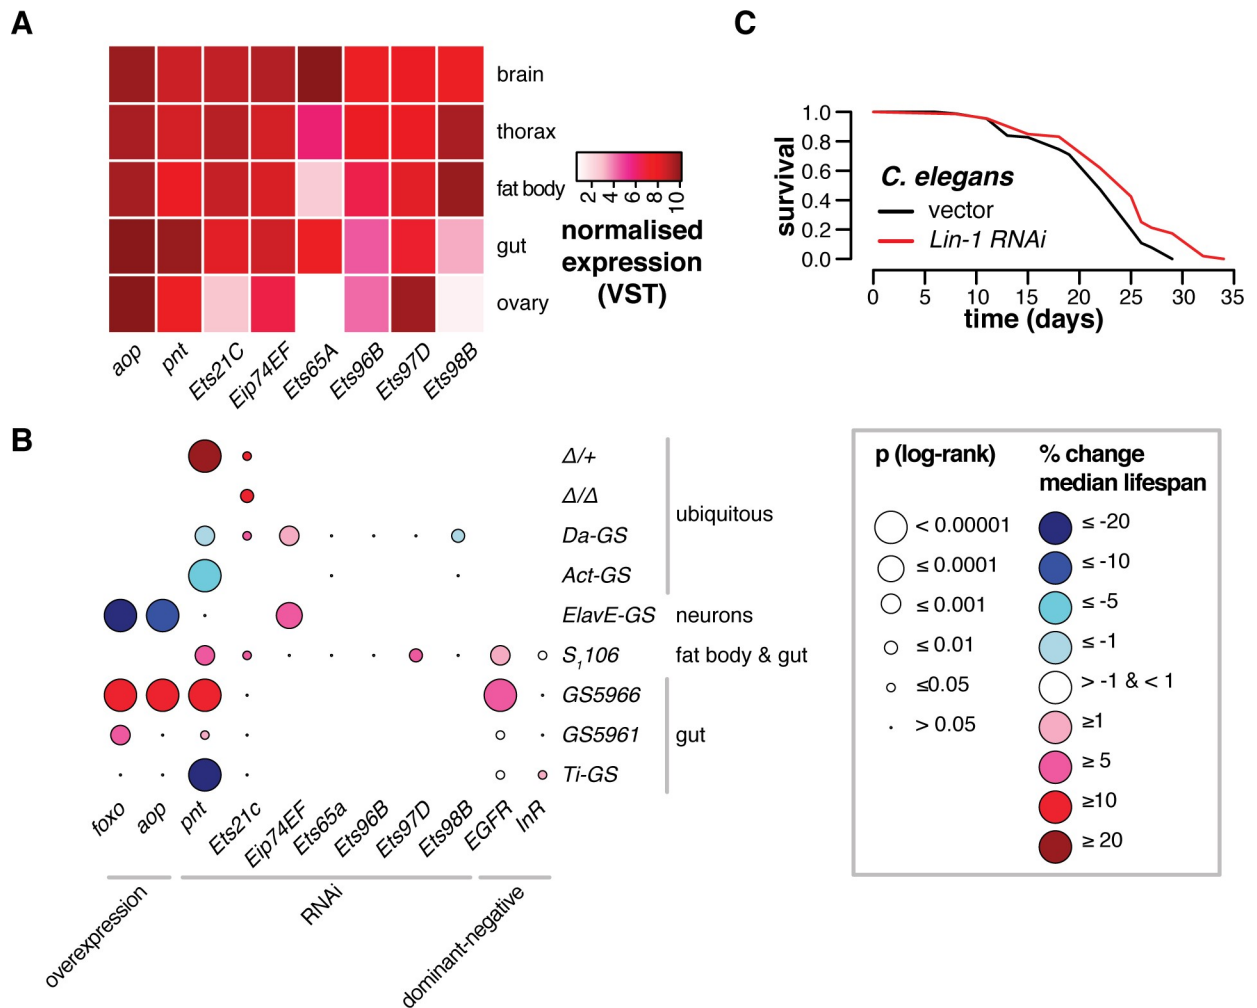 A
brain
thorax
fat body
gut
ovary
aop
pnt
Ets21C
Eip74EF
Ets65A
Ets96B
Ets97D
Ets98B
2
4
6
8
10
normalised
expression
(VST)
C
survival
1.0
0.8
0.6
0.4
0.2
0.0
C. elegans
vector
Lin-1 RNAi
0
5
10
15
20
25
30
35
time (days)
B
Δ/+
Δ/Δ
Da-GS
Act-GS
ElavE-GS
S₁106
GS5966
GS5961
Ti-GS
ubiquitous
neurons
fat body & gut
gut
foxo
aop
pnt
Ets21c
Eip74EF
Ets65a
Ets96B
Ets97D
Ets98B
EGFR
InR
overexpression
RNAi
dominant-negative
p (log-rank)
< 0.00001
≤ 0.0001
≤ 0.001
≤ 0.01
≤0.05
> 0.05
% change
median lifespan
≤ -20
≤ -10
≤ -5
≤ -1
> -1 & < 1
≥1
≥ 5
≥10
≥ 20